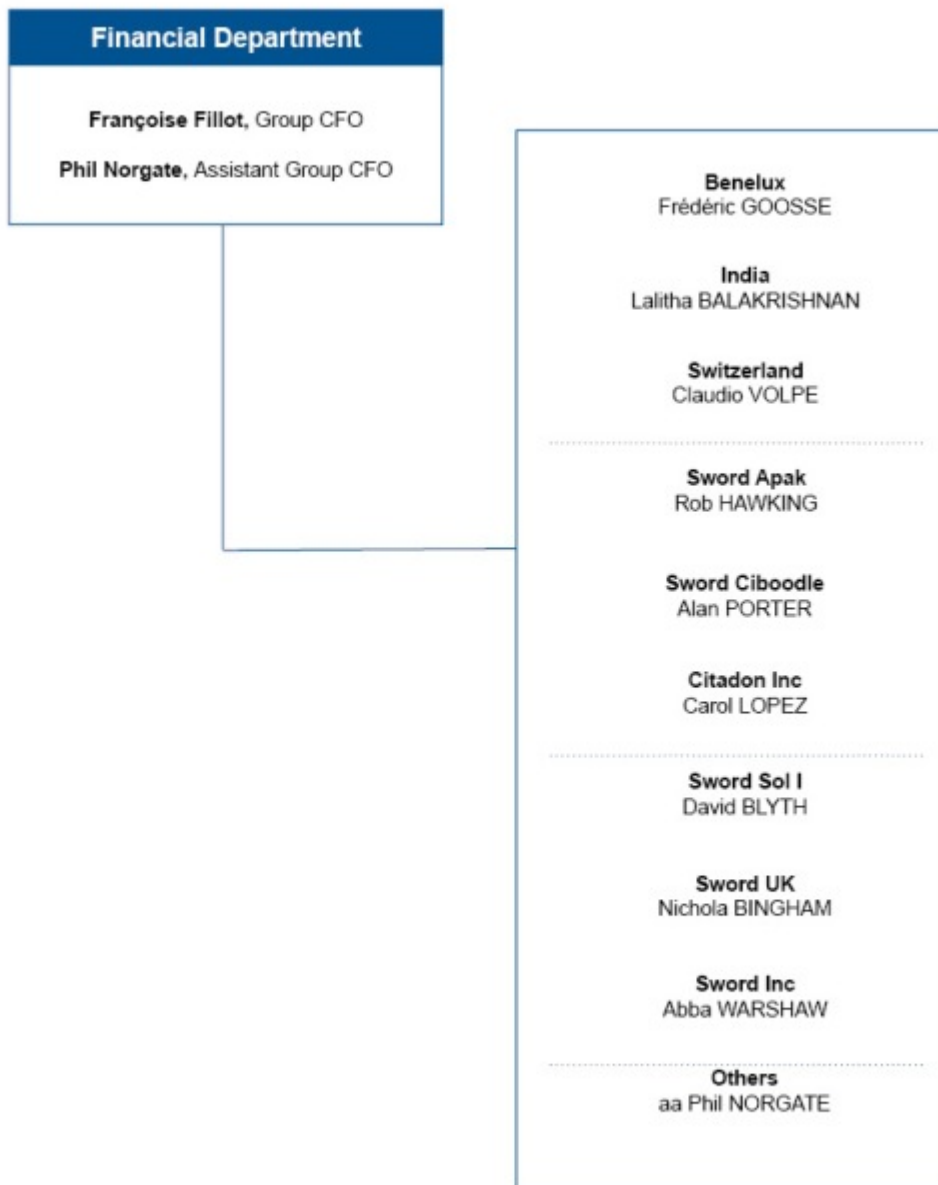 Financial Department
Françoise Fillot, Group CFO
Phil Norgate, Assistant Group CFO
Benelux
Frédéric GOOSSE
India
Lalitha BALAKRISHNAN
Switzerland
Claudio VOLPE
Sword Apak
Rob HAWKING
Sword Ciboodle
Alan PORTER
Citadon Inc
Carol LOPEZ
Sword Sol I
David BLYTH
Sword UK
Nichola BINGHAM
Sword Inc
Abba WARSHAW
Others
aa Phil NORGATE